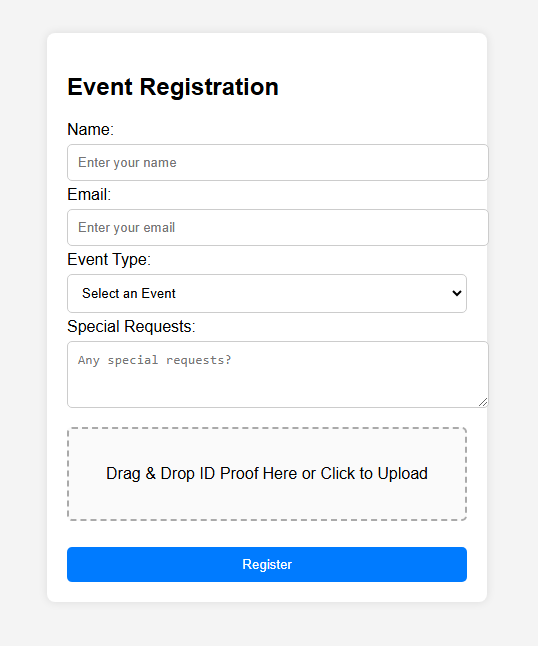 Event Registration
Name:
Enter your name
Email:
Enter your email
Event Type:
Select an Event
Special Requests:
Any special requests?
Drag & Drop ID Proof Here or Click to Upload
Register